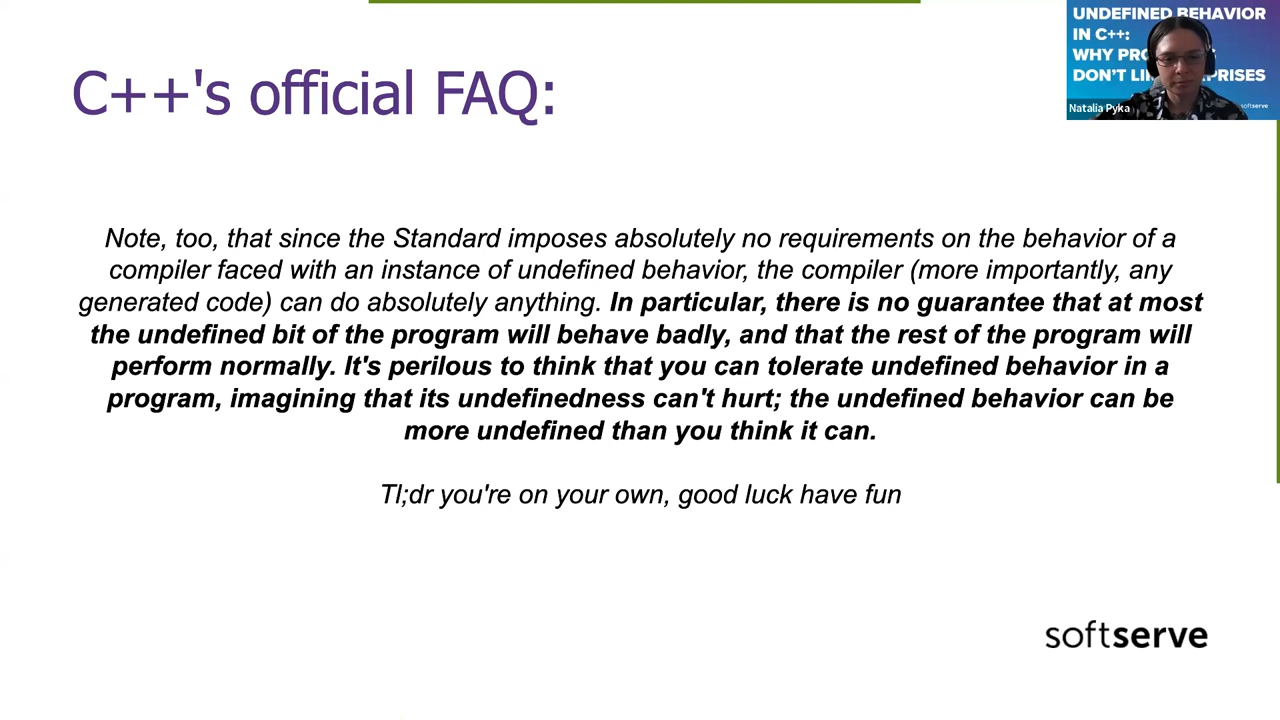 C++'s official FAQ:
Note, too, that since the Standard imposes absolutely no requirements on the behavior of a
compiler faced with an instance of undefined behavior, the compiler (more importantly, any
generated code) can do absolutely anything. In particular, there is no guarantee that at most
the undefined bit of the program will behave badly, and that the rest of the program will
perform normally. It's perilous to think that you can tolerate undefined behavior in a
program, imagining that its undefinedness can't hurt; the undefined behavior can be
more undefined than you think it can.
Tl;dr you're on your own, good luck have fun
softserve
UNDEFINED BEHAVIOR
IN C++:
WHY
DON'T
Natalia Pyka
softserve